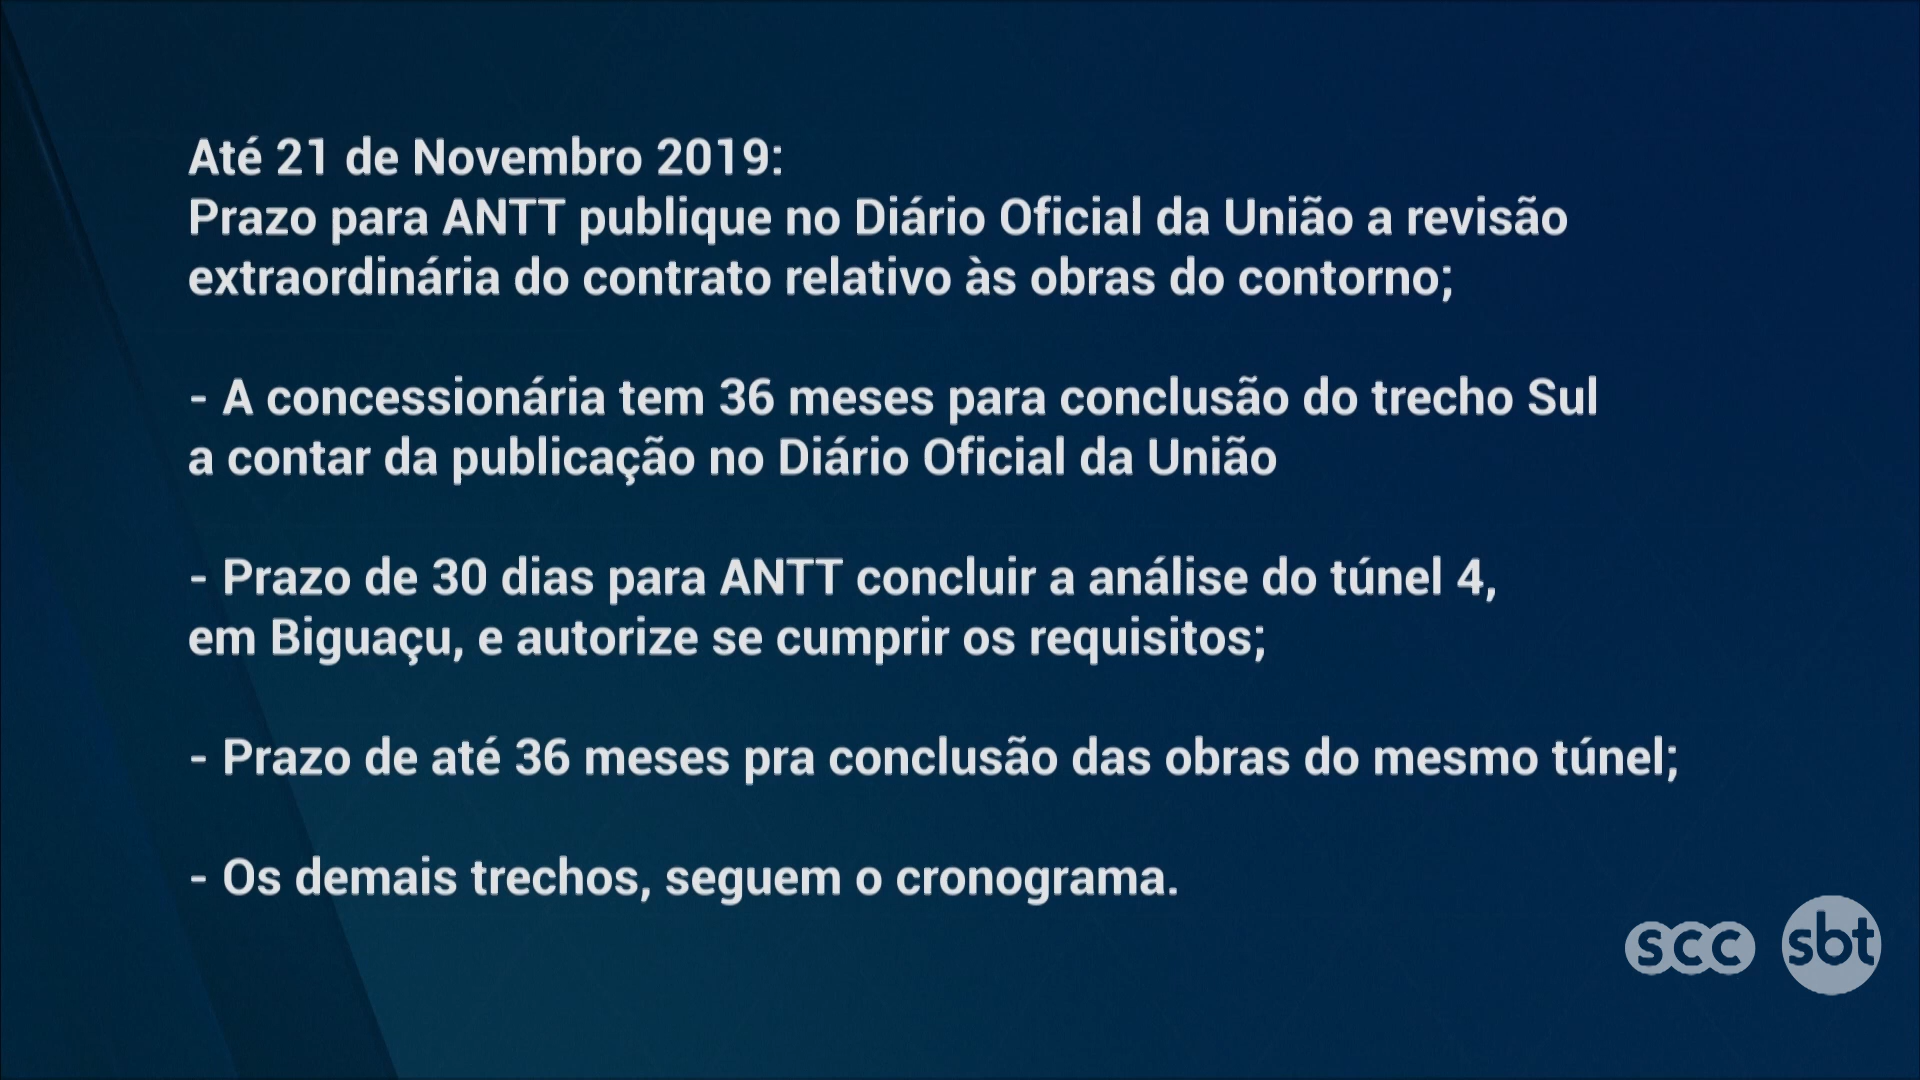 Até 21 de Novembro 2019:
Prazo para ANTT publique no Diário Oficial da União a revisão
extraordinária do contrato relativo às obras do contorno;
- A concessionária tem 36 meses para conclusão do trecho Sul
a contar da publicação no Diário Oficial da União
- Prazo de 30 dias para ANTT concluir a análise do túnel 4,
em Biguaçu, e autorize se cumprir os requisitos;
- Prazo de até 36 meses pra conclusão das obras do mesmo túnel;
- Os demais trechos, seguem o cronograma.
scc sbt